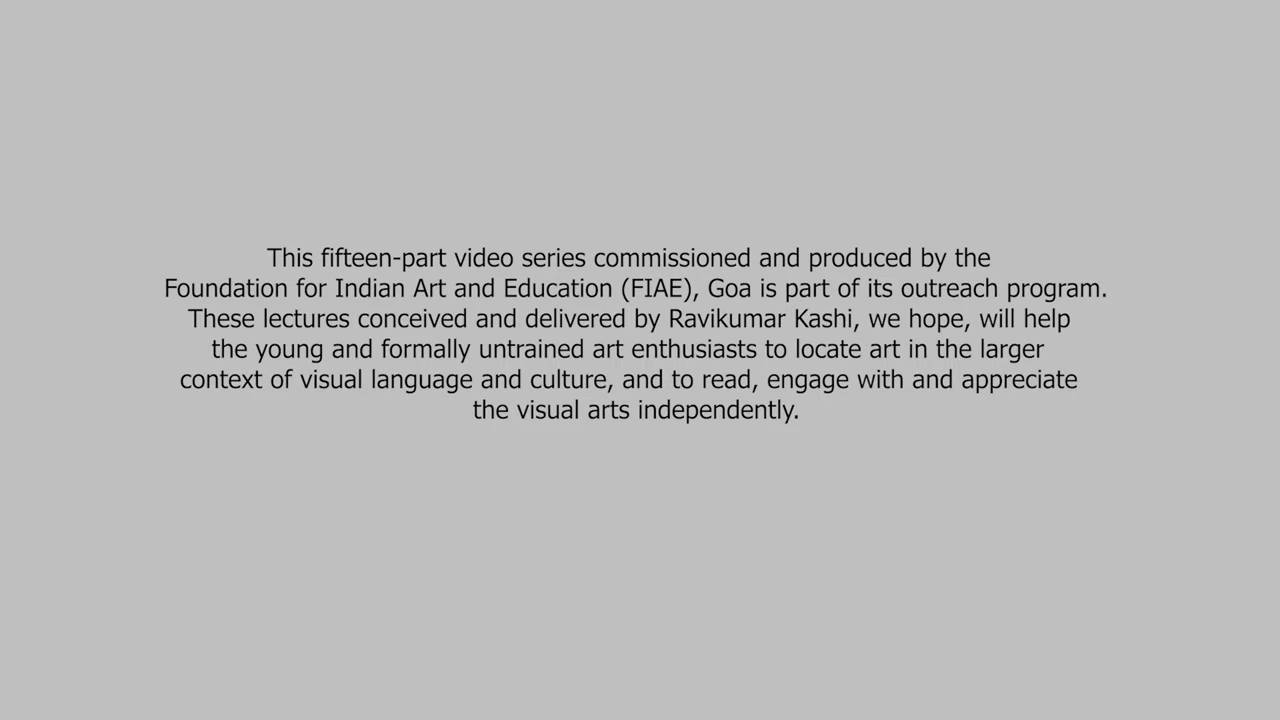 This fifteen-part video series commissioned and produced by the
Foundation for Indian Art and Education (FIAE), Goa is part of its outreach program.
These lectures conceived and delivered by Ravikumar Kashi, we hope, will help
the young and formally untrained art enthusiasts to locate art in the larger
context of visual language and culture, and to read, engage with and appreciate
the visual arts independently.